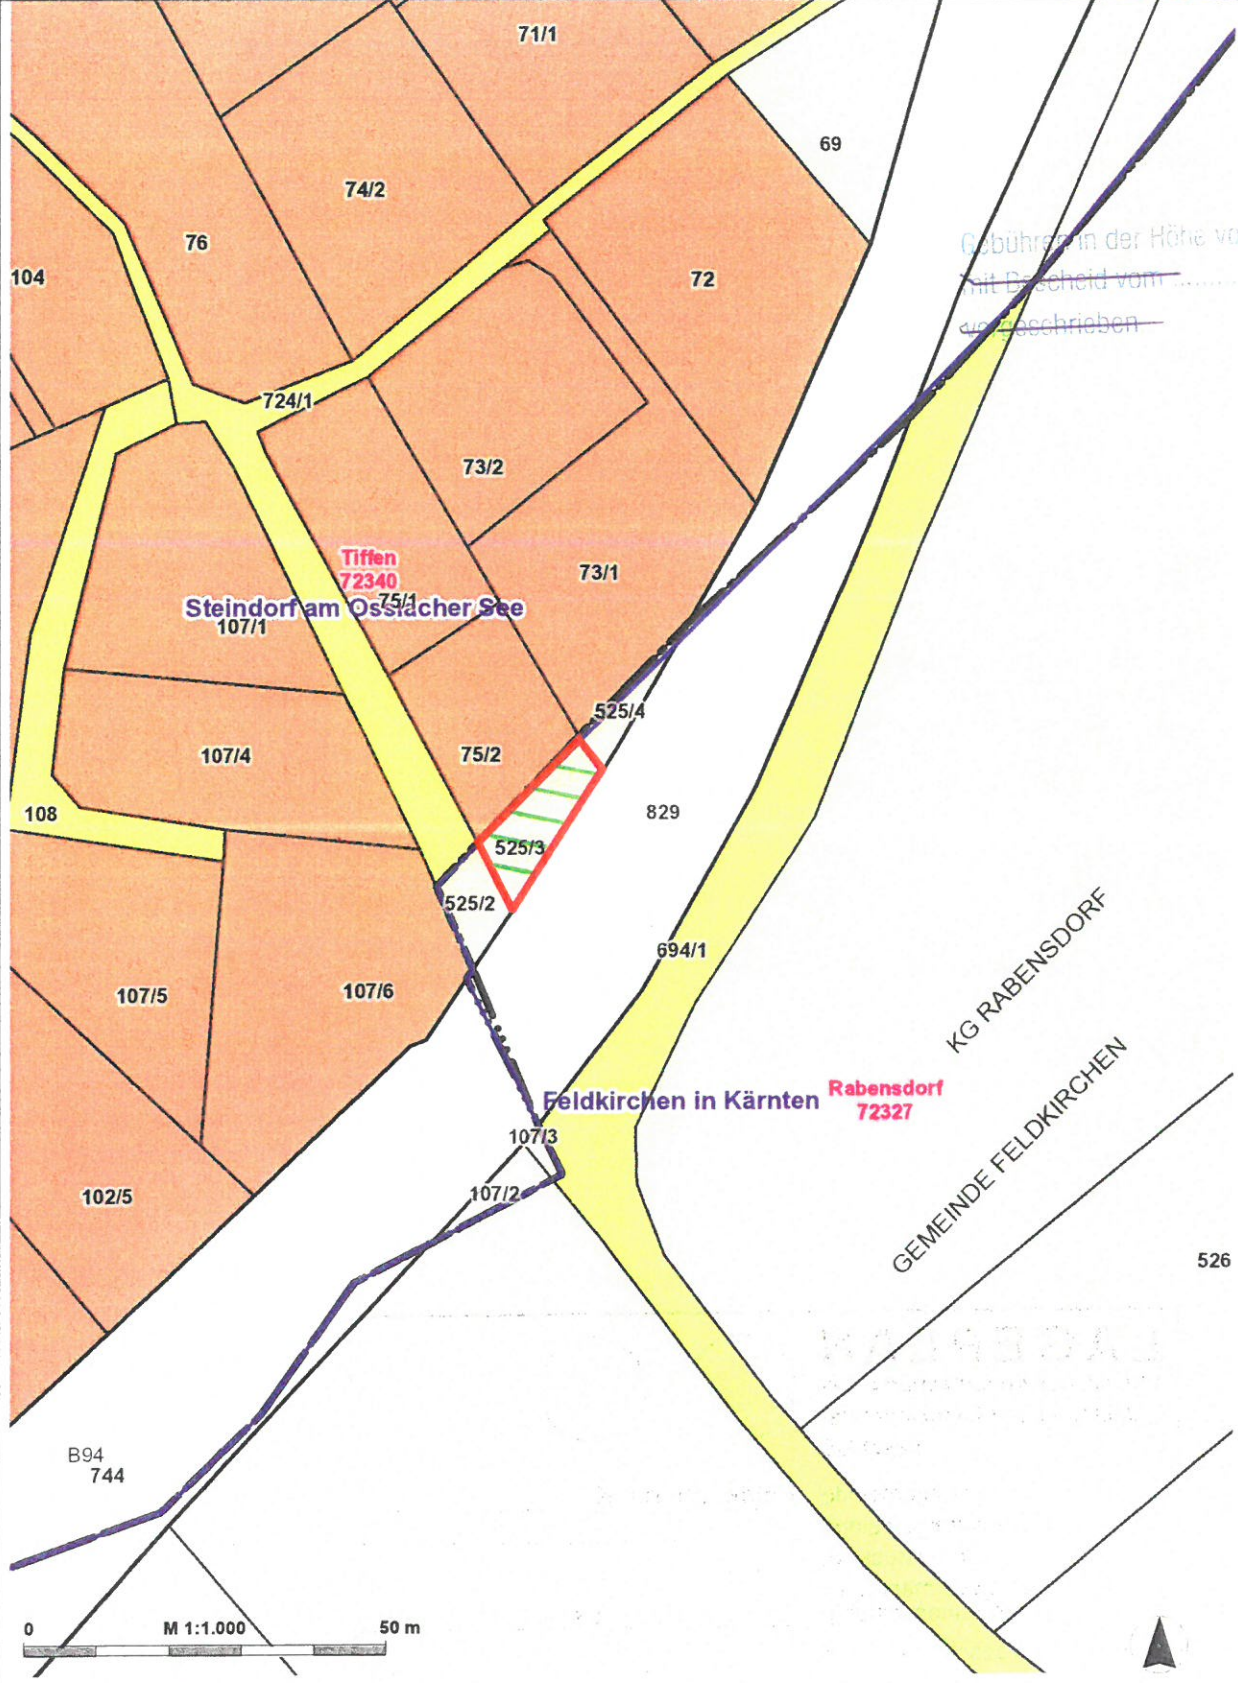 71/1
69
74/2
76
104
72
Gebühren in der Höhe vo
mit Bescheid vom
vorgeschrieben
724/1
73/2
Tiffen
72340
73/1
75/1
Steindorf am Ossiacher See
107/1
525/4
107/4
75/2
829
108
525/3
525/2
694/1
107/5
107/6
KG RABENSDORF
Feldkirchen in Kärnten
Rabensdorf
72327
GEMEINDE FELDKIRCHEN
107/3
107/2
102/5
526
LAGEPLAN
B94
744
0
M 1:1.000
50 m